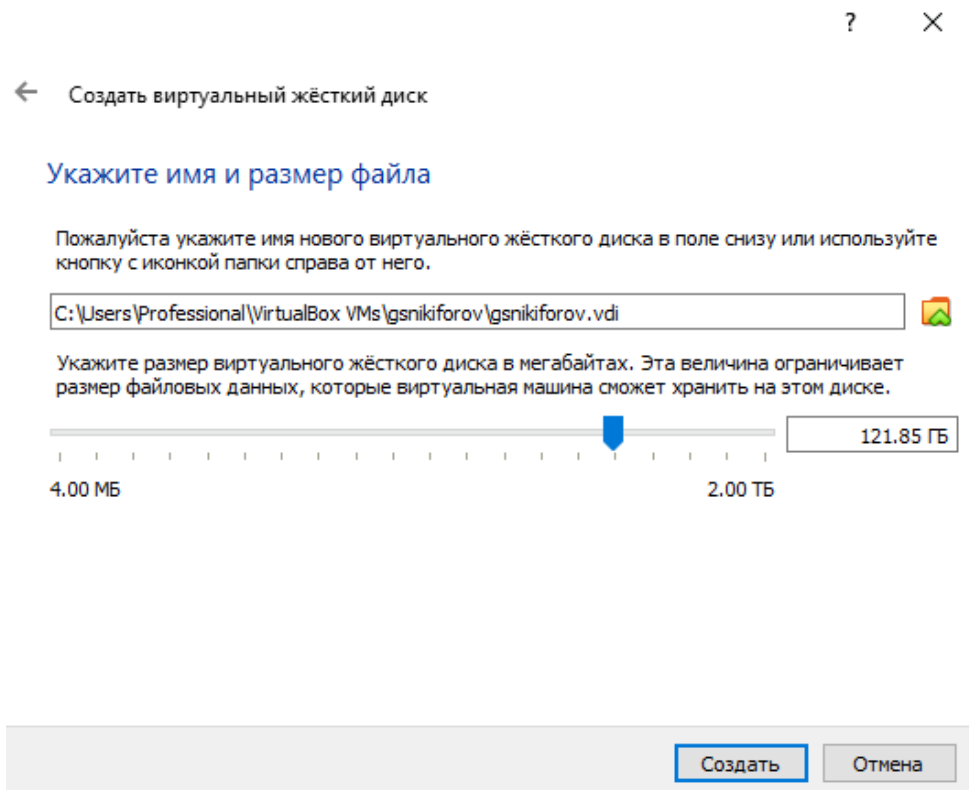 ?
Создать виртуальный жёсткий диск
Укажите имя и размер файла
Пожалуйста укажите имя нового виртуального жёсткого диска в поле снизу или используйте
кнопку с иконкой папки справа от него.
C:\Users\Professional\VirtualBox VMs\gsnikiforov\gsnikiforov.vdi
Укажите размер виртуального жёсткого диска в мегабайтах. Эта величина ограничивает
размер файловых данных, которые виртуальная машина сможет хранить на этом диске.
121.85 ГБ
4.00 МБ 2.00 ТБ
Создать Отмена